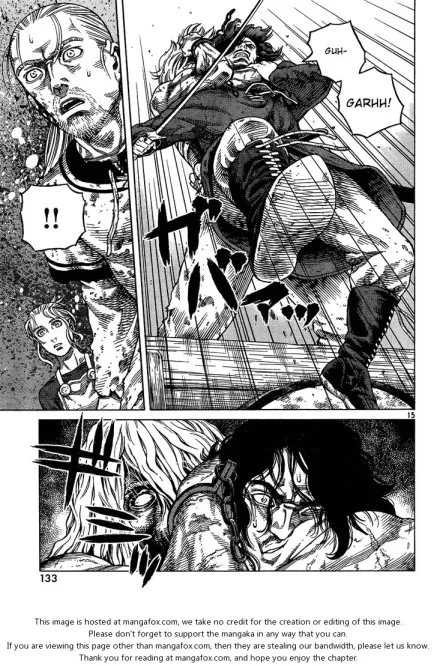 GUH-
GARHH!
!!
15
133
This image is hosted at mangafox.com, we take no credit for the creation or editing of this image.
Please don't forget to support the mangaka in any way that you can.
If you are viewing this page other than mangafox.com, then they are stealing our bandwidth, please let us know.
Thank you for reading at mangafox.com, and hope you enjoy the chapter.